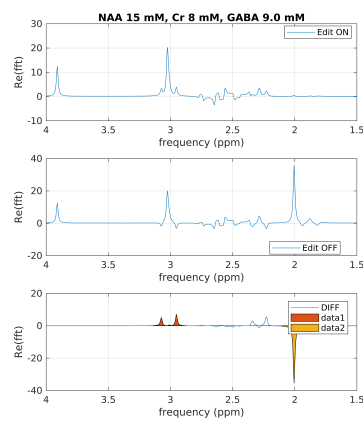 NAA 15 mM, Cr 8 mM, GABA 9.0 mM
30
20
10
0
-10
Re(fft)
Edit ON
4
3.5
3
2.5
2
1.5
frequency (ppm)
40
20
0
-20
Re(fft)
Edit OFF
4
3.5
3
2.5
2
1.5
frequency (ppm)
20
0
-20
-40
Re(fft)
DIFF
data1
data2
4
3.5
3
2.5
2
1.5
frequency (ppm)